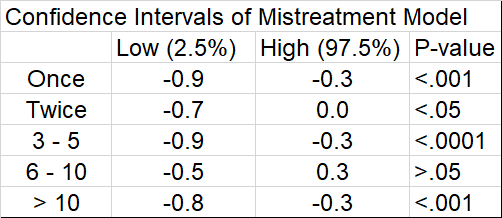 Confidence Intervals of Mistreatment Model
Low (2.5%) High (97.5%) P-value
Once -0.9 -0.3 <.001
Twice -0.7 0.0 <.05
3 - 5 -0.9 -0.3 <.0001
6 - 10 -0.5 0.3 >.05
> 10 -0.8 -0.3 <.001